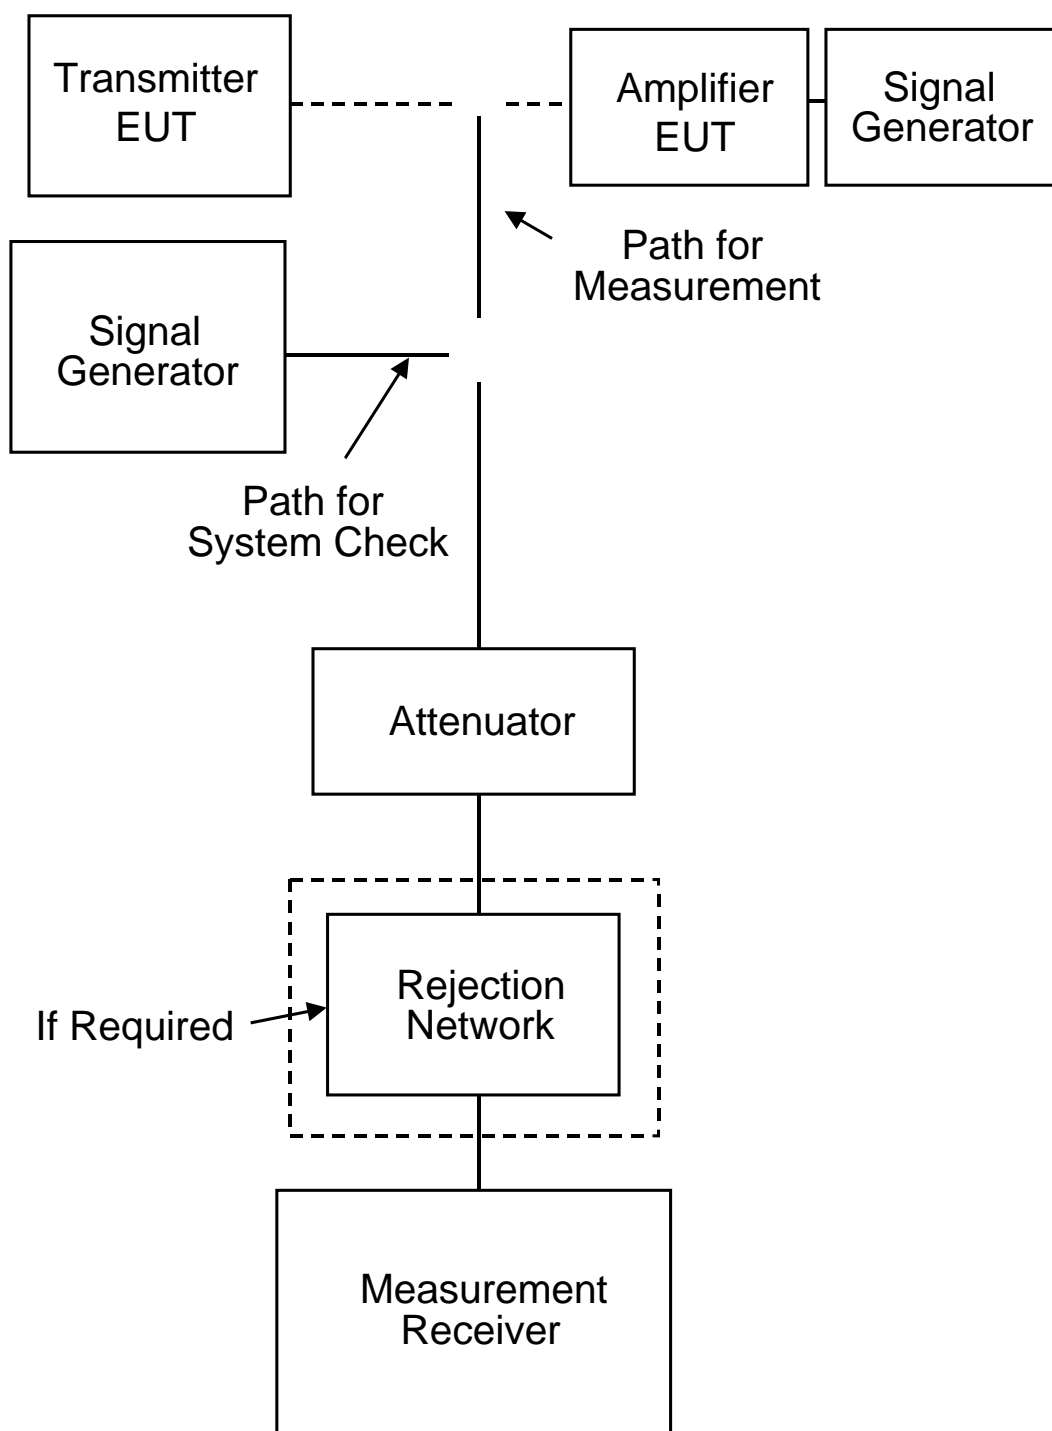 Transmitter
EUT
Amplifier
EUT
Signal
Generator
Path for
Measurement
Signal
Generator
Path for
System Check
Attenuator
Rejection
Network
If Required
Measurement
Receiver